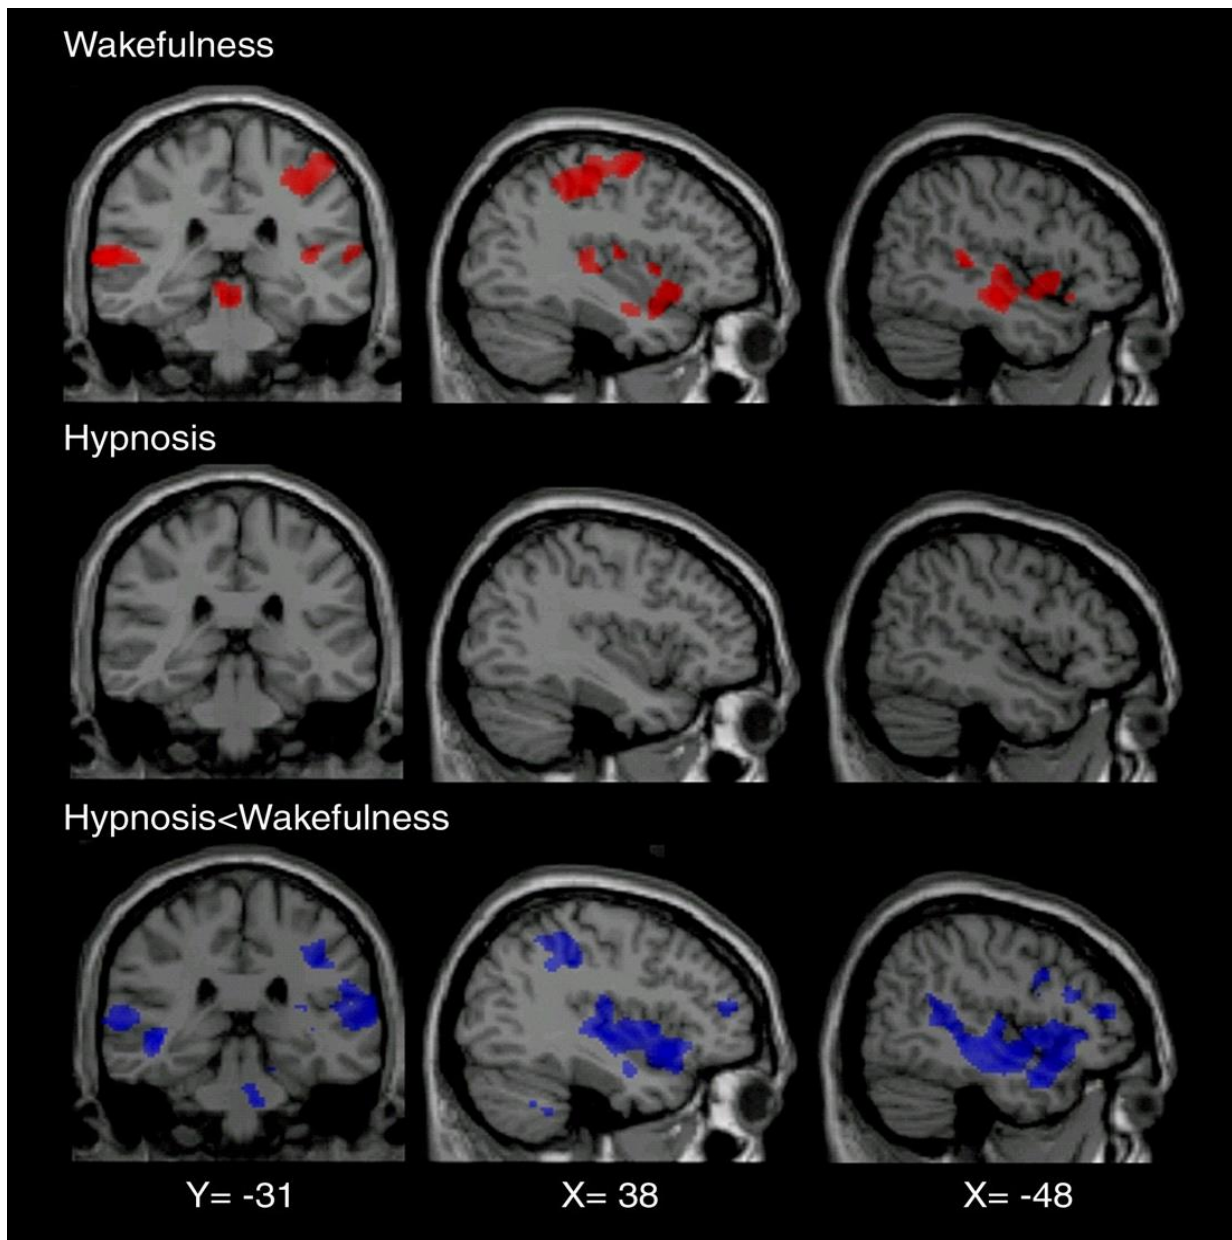 Wakefulness
Hypnosis
Hypnosis<Wakefulness
Y= -31
X= 38
X= -48